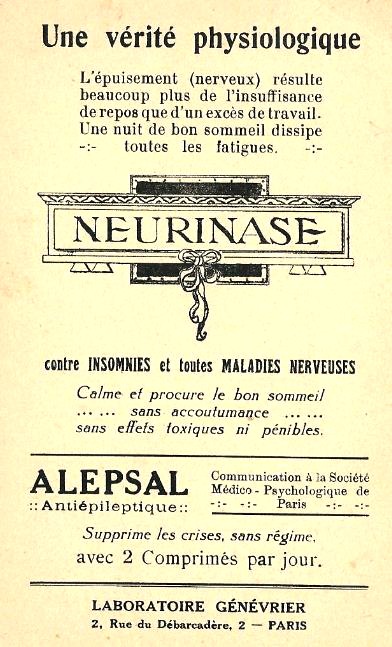 Une vérité physiologique
L'épuisement (nerveux) résulte
beaucoup plus de l'insuffisance
de repos que d'un excès de travail.
Une nuit de bon sommeil dissipe
-:- toutes les fatigues. -:-
NEURINASE
contre INSOMNIES et toutes MALADIES NERVEUSES
Calme et procure le bon sommeil
... ... sans accoutumance ... ...
sans effets toxiques ni pénibles.
ALEPSAL
::Antiépileptique::
Communication à la Société
Médico-Psychologique de
-:- -:- Paris -:- -:-
Supprime les crises, sans régime,
avec 2 Comprimés par jour.
LABORATOIRE GÉNÉVRIER
2, Rue du Débarcadère, 2 — PARIS